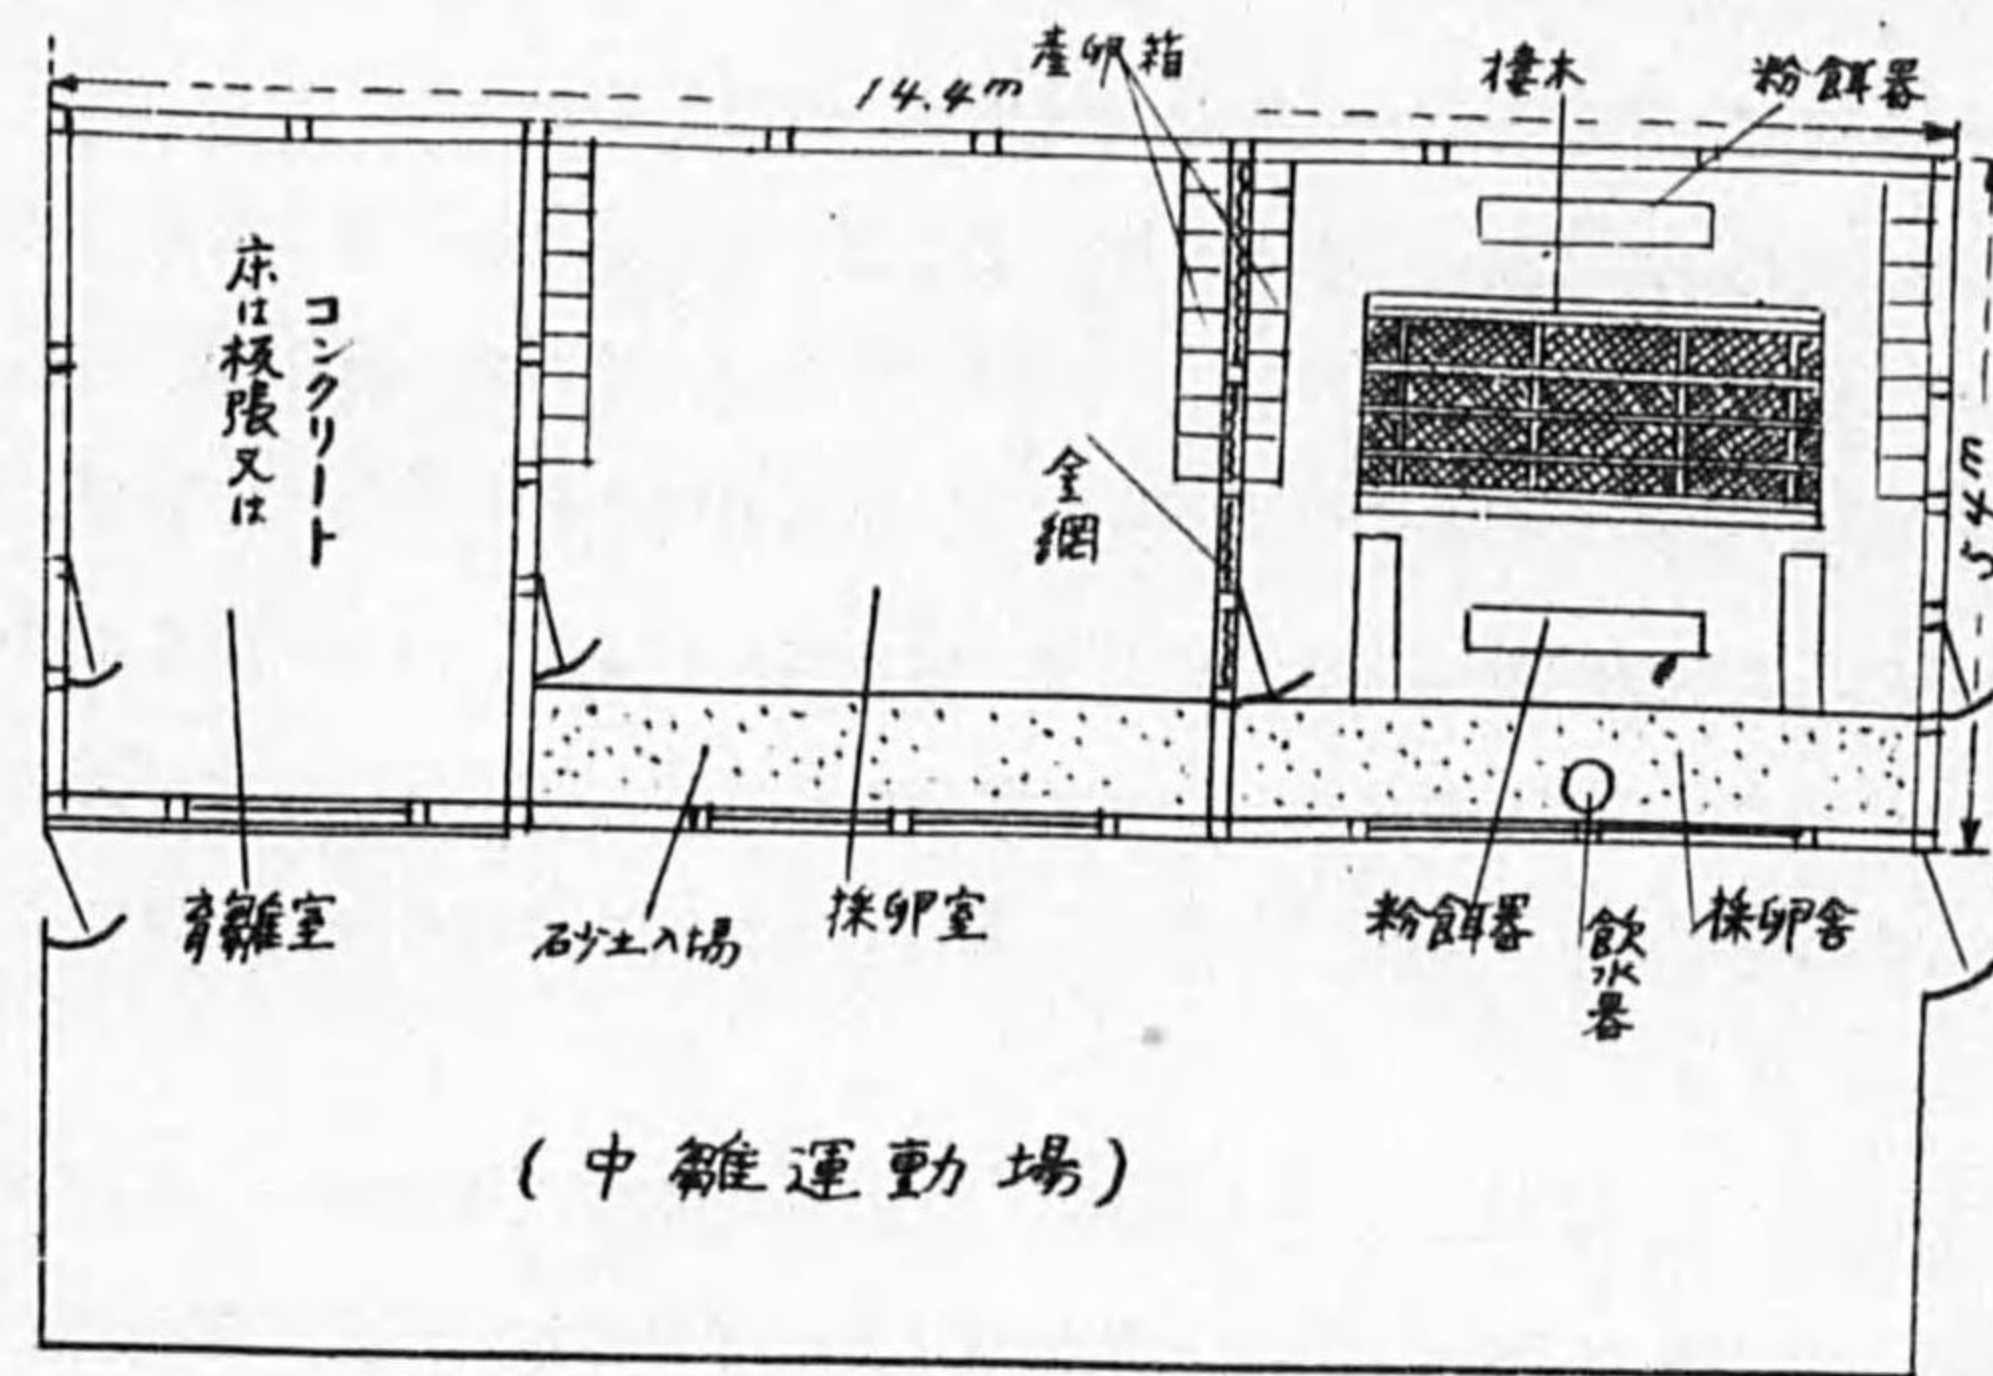 14.4m
産卵箱
棲木
粉餌器
コンクリート
床は板張又は
金網
5.4m
育雛室
砂土入場
採卵室
粉餌器
飲水器
採卵舎
(中雛運動場)